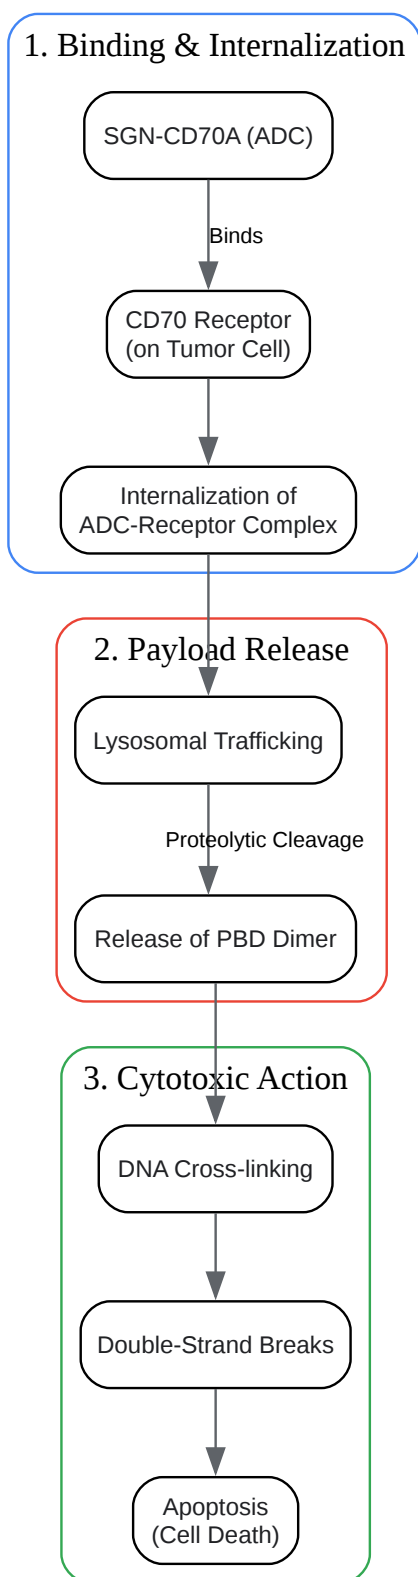 1. Binding & Internalization
SGN-CD70A (ADC)
Binds
CD70 Receptor
(on Tumor Cell)
Internalization of
ADC-Receptor Complex
2. Payload Release
Lysosomal Trafficking
Proteolytic Cleavage
Release of PBD Dimer
3. Cytotoxic Action
DNA Cross-linking
Double-Strand Breaks
Apoptosis
(Cell Death)